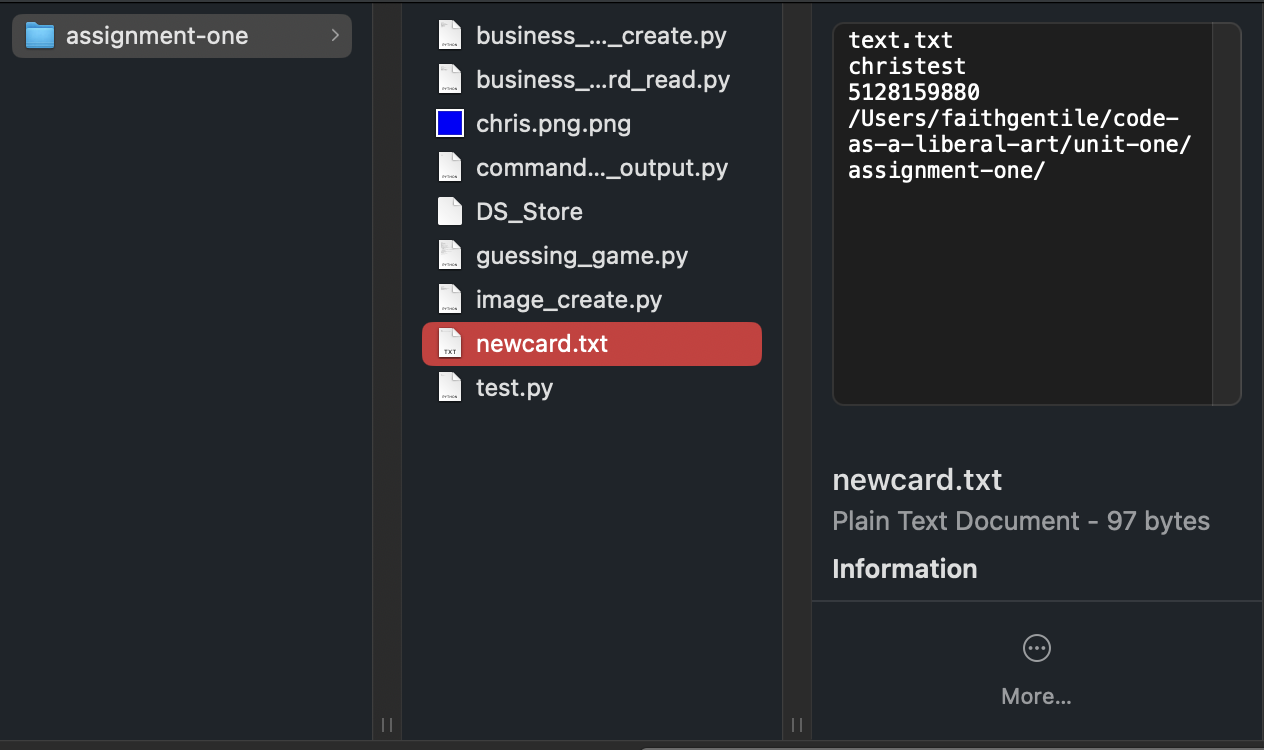 assignment-one
business_..._create.py
business_...rd_read.py
chris.png.png
command..._output.py
DS_Store
guessing_game.py
image_create.py
newcard.txt
test.py
text.txt
christest
5128159880
/Users/faithgentile/code-
as-a-liberal-art/unit-one/
assignment-one/
newcard.txt
Plain Text Document - 97 bytes
Information
More...